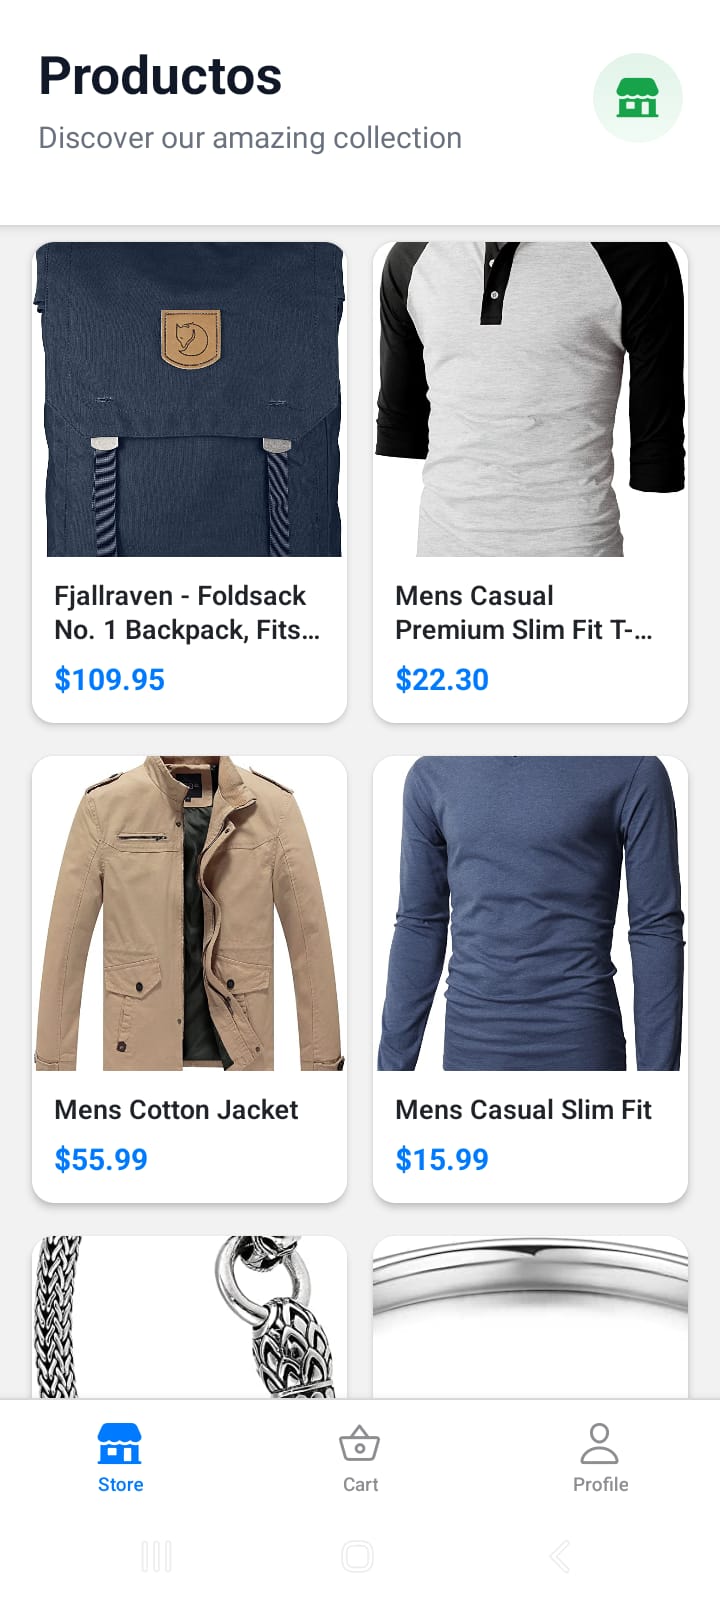 Productos
Discover our amazing collection
Fjallraven - Foldsack
No. 1 Backpack, Fits...
$109.95
Mens Casual
Premium Slim Fit T-...
$22.30
Mens Cotton Jacket
$55.99
Mens Casual Slim Fit
$15.99
Store
Cart
Profile